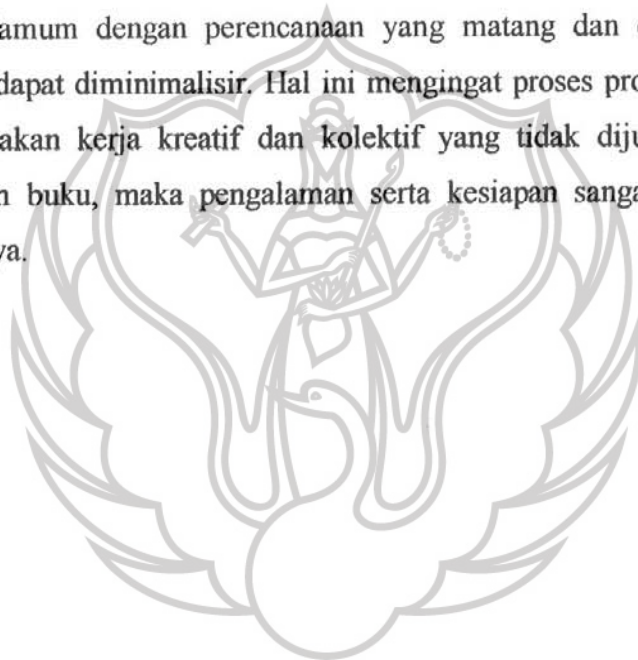 amum dengan perencanaan yang matang dan
dapat diminimalisir. Hal ini mengingat proses pro
akan kerja kreatif dan kolektif yang tidak diju
buku, maka pengalaman serta kesiapan sanga
ya.